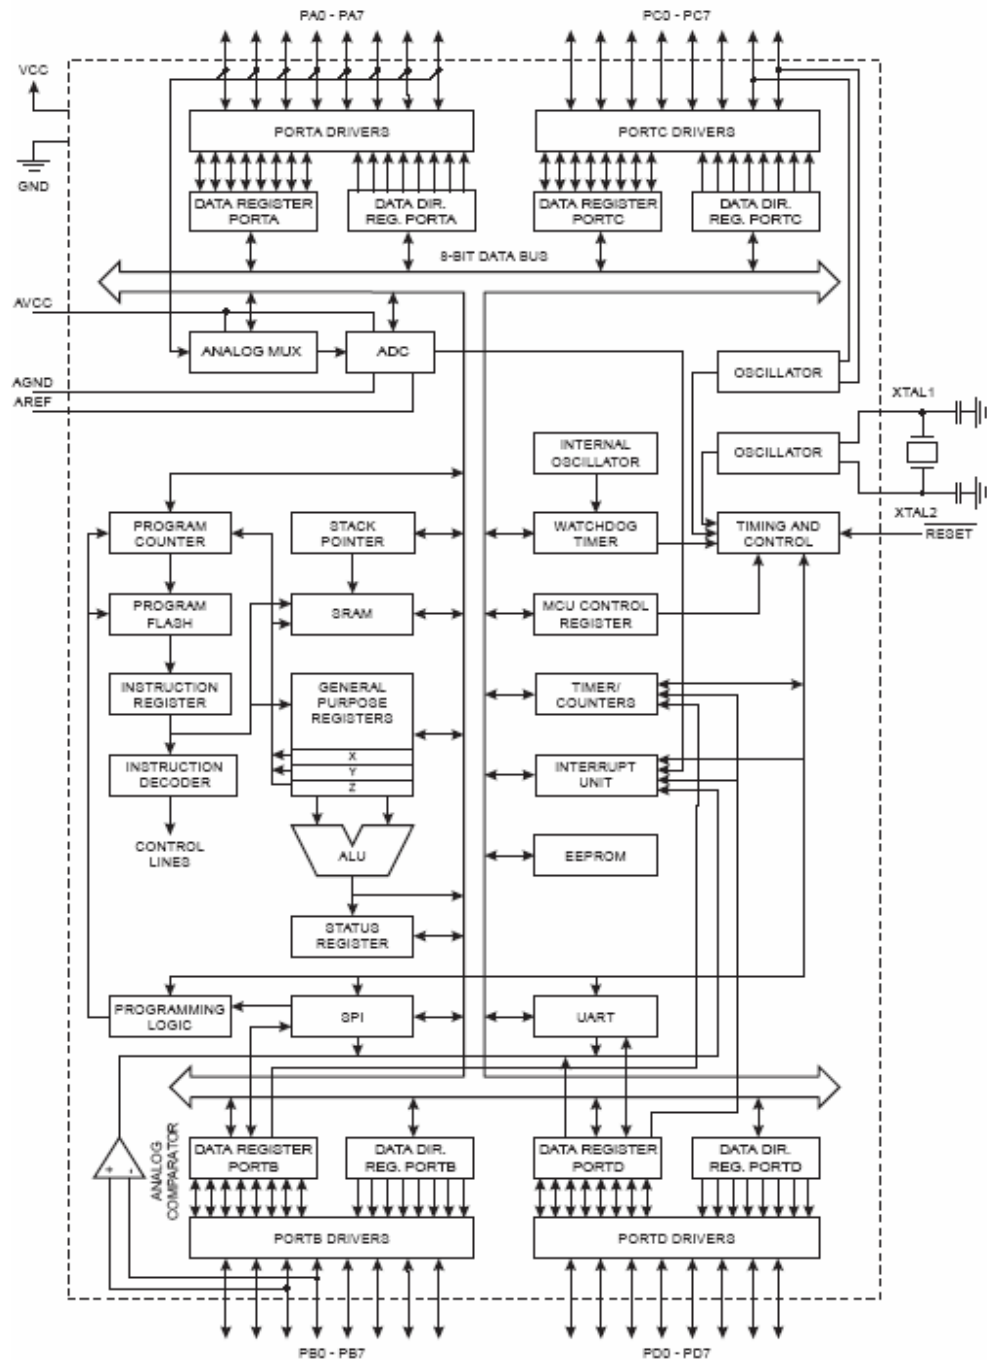 PA0 - PA7
PC0 - PC7
VCC
GND
PORTA DRIVERS
PORTC DRIVERS
DATA REGISTER
PORTA
DATA DIR.
REG. PORTA
DATA REGISTER
PORTC
DATA DIR.
REG. PORTC
8-BIT DATA BUS
AVCC
ANALOG MUX
ADC
AGND
AREF
OSCILLATOR
XTAL1
OSCILLATOR
INTERNAL
OSCILLATOR
XTAL2
RESET
PROGRAM
COUNTER
STACK
POINTER
WATCHDOG
TIMER
TIMING AND
CONTROL
PROGRAM
FLASH
SRAM
MCU CONTROL
REGISTER
INSTRUCTION
REGISTER
GENERAL
PURPOSE
REGISTERS
X
Y
Z
TIMER/
COUNTERS
INSTRUCTION
DECODER
INTERRUPT
UNIT
CONTROL
LINES
ALU
EEPROM
STATUS
REGISTER
PROGRAMMING
LOGIC
SPI
UART
ANALOG
COMPARATOR
+
-
DATA REGISTER
PORTB
DATA DIR.
REG. PORTB
DATA REGISTER
PORTD
DATA DIR.
REG. PORTD
PORTB DRIVERS
PORTD DRIVERS
PB0 - PB7
PD0 - PD7